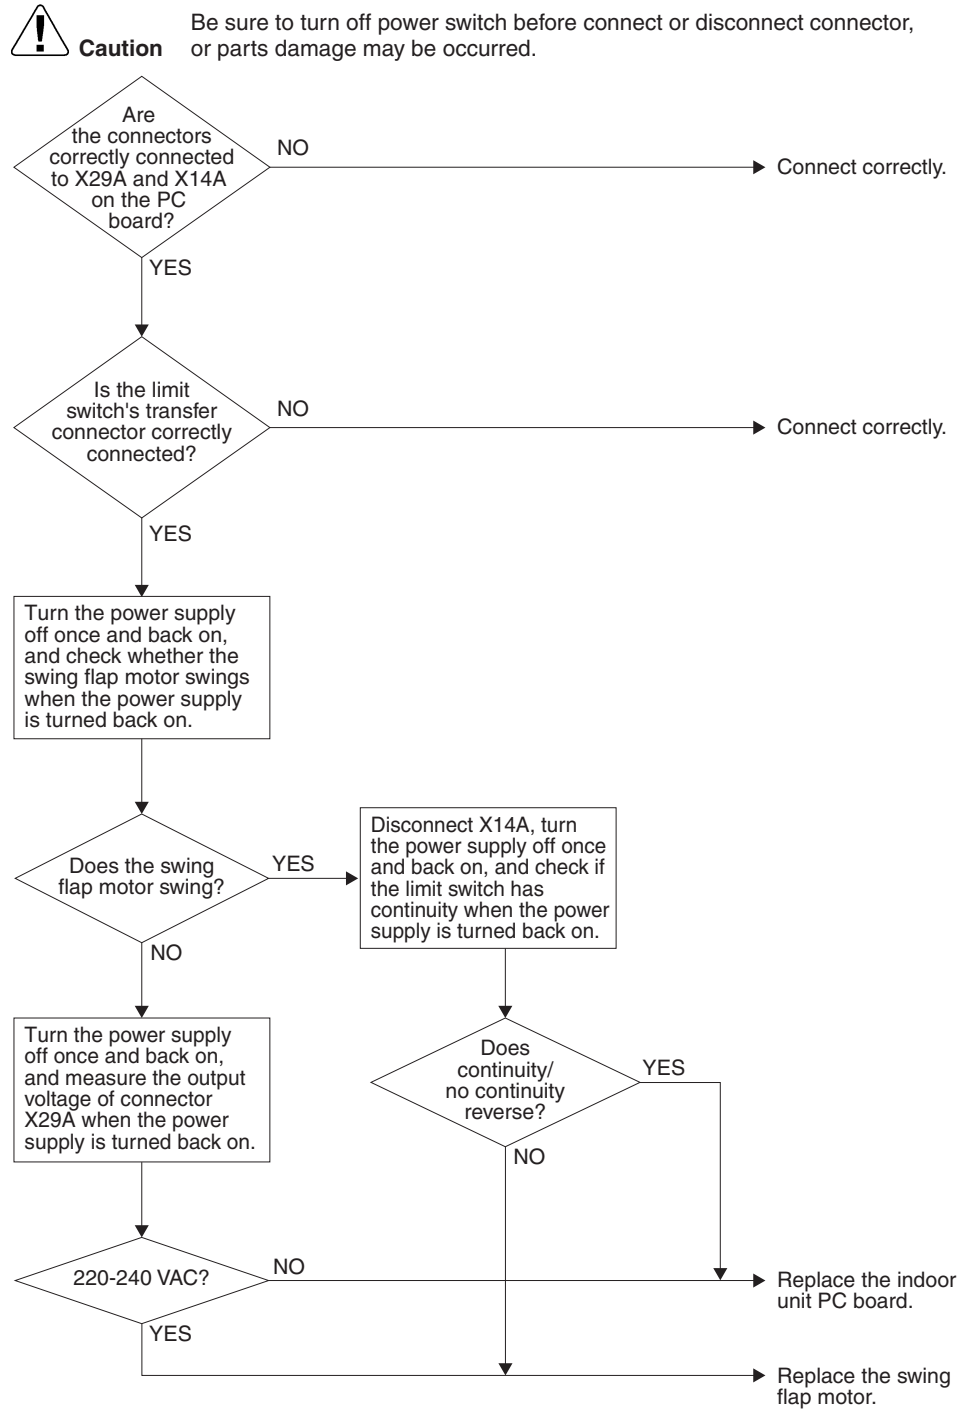 Be sure to turn off power switch before connect or disconnect connector,
Caution or parts damage may be occurred.
Are
the connectors
correctly connected
to X29A and X14A
on the PC
board?
NO
Connect correctly.
YES
Is the limit
switch's transfer
connector correctly
connected?
NO
Connect correctly.
YES
Turn the power supply
off once and back on,
and check whether the
swing flap motor swings
when the power supply
is turned back on.
Does the swing
flap motor swing?
YES
Disconnect X14A, turn
the power supply off once
and back on, and check if
the limit switch has
continuity when the power
supply is turned back on.
NO
Turn the power supply
off once and back on,
and measure the output
voltage of connector
X29A when the power
supply is turned back on.
Does
continuity/
no continuity
reverse?
YES
NO
220-240 VAC?
NO
Replace the indoor
unit PC board.
YES
Replace the swing
flap motor.